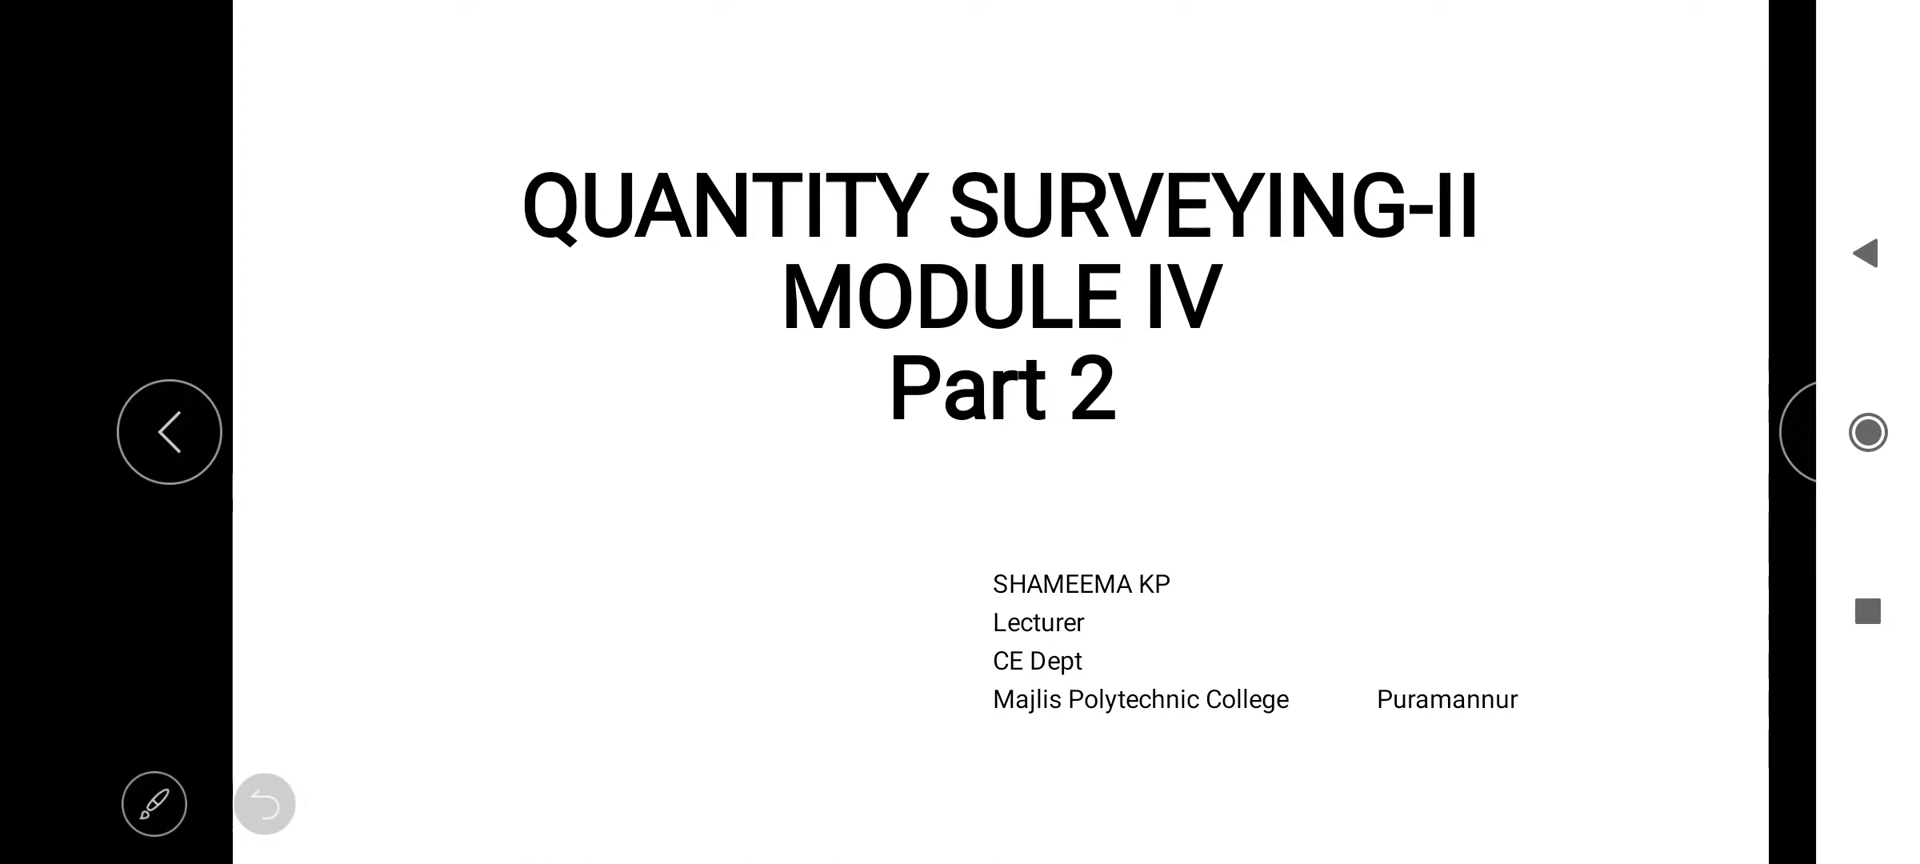 QUANTITY SURVEYING-II
MODULE IV
Part 2
SHAMEEMA KP
Lecturer
CE Dept
Majlis Polytechnic College Puramannur